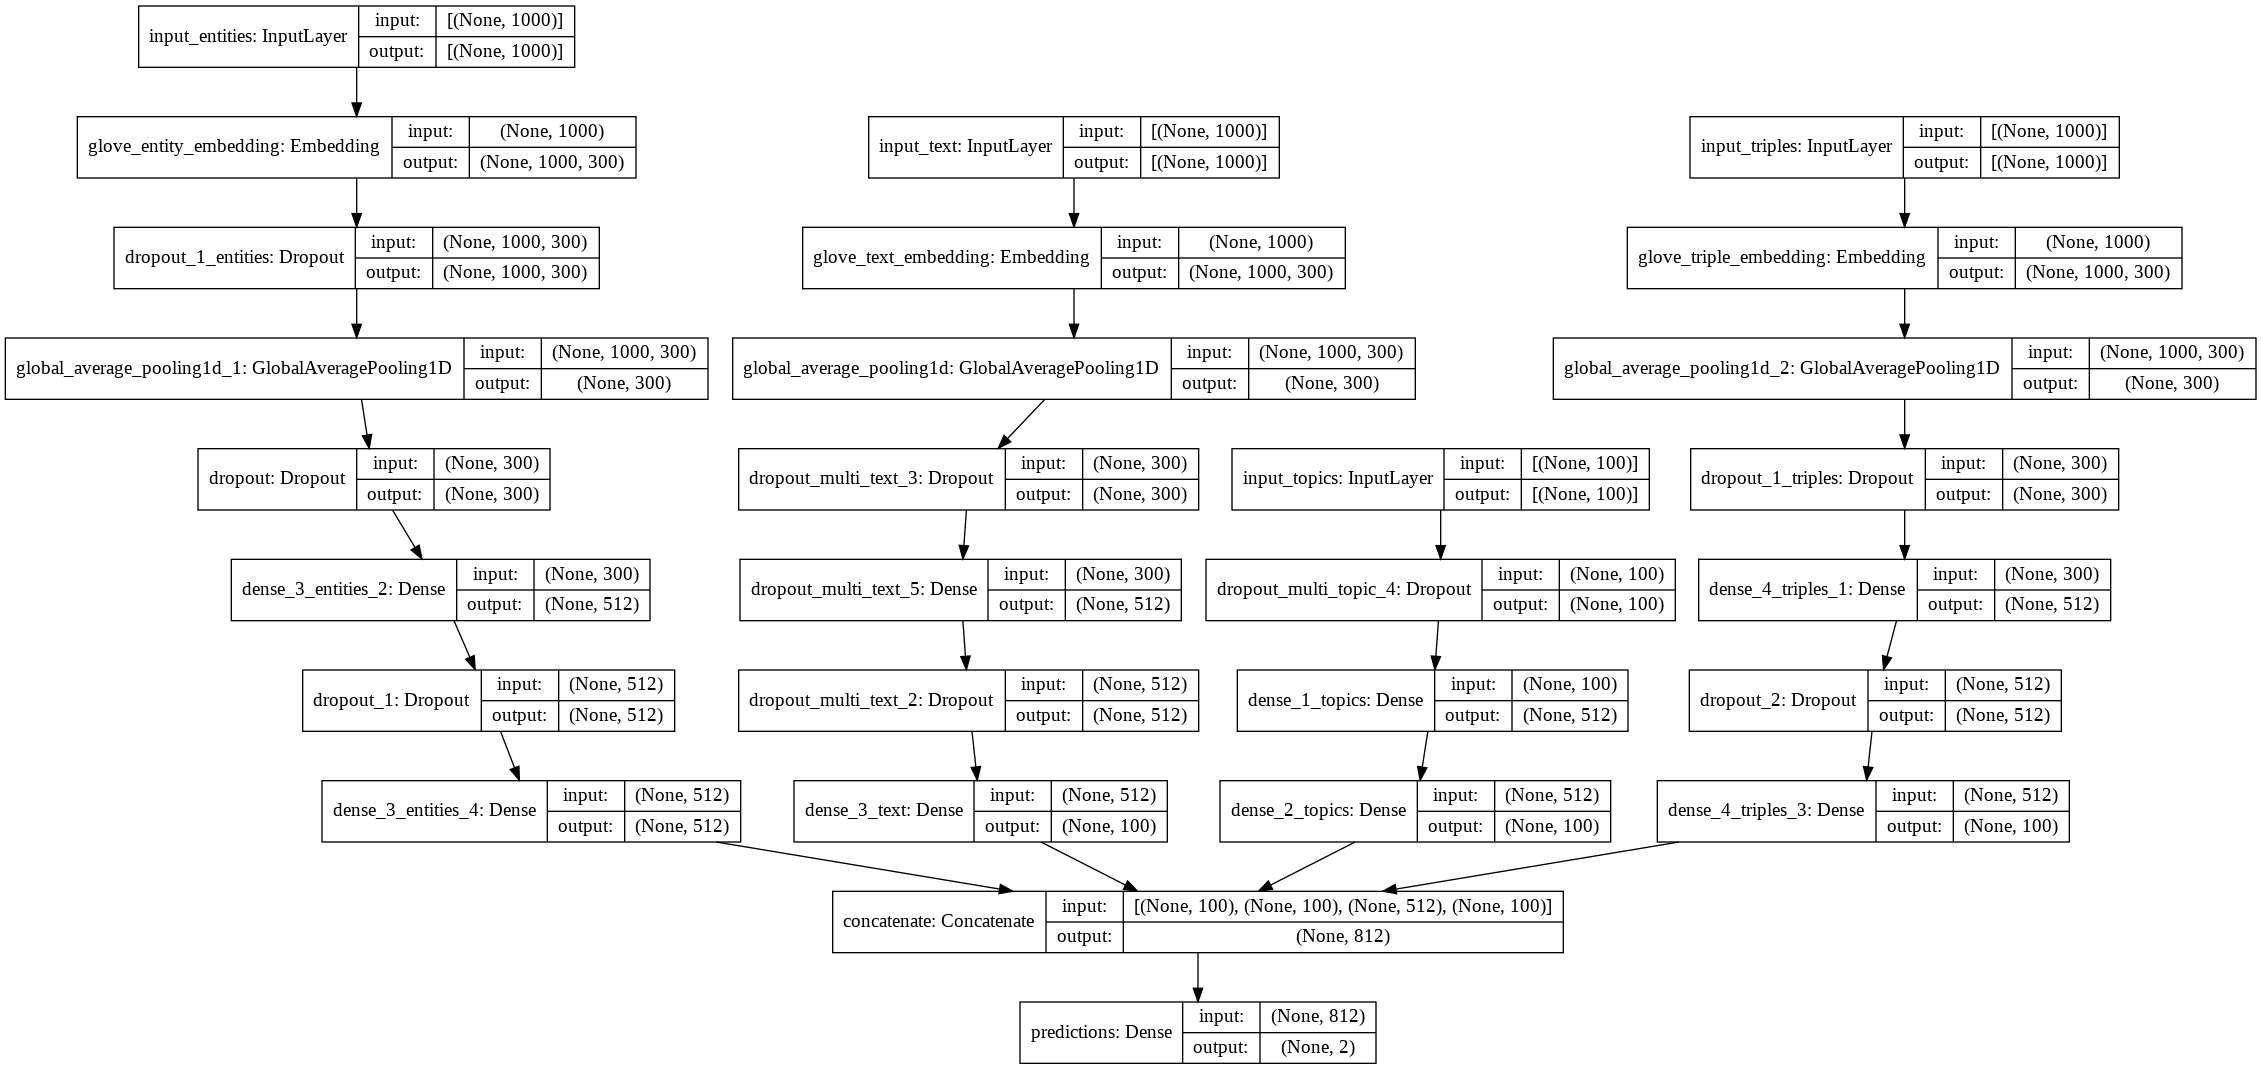 input_entities: InputLayer
input: [(None, 1000)]
output: [(None, 1000)]
glove_entity_embedding: Embedding
input: (None, 1000)
output: (None, 1000, 300)
input_text: InputLayer
input: [(None, 1000)]
output: [(None, 1000)]
input_triples: InputLayer
input: [(None, 1000)]
output: [(None, 1000)]
dropout_1_entities: Dropout
input: (None, 1000, 300)
output: (None, 1000, 300)
glove_text_embedding: Embedding
input: (None, 1000)
output: (None, 1000, 300)
glove_triple_embedding: Embedding
input: (None, 1000)
output: (None, 1000, 300)
global_average_pooling1d_1: GlobalAveragePooling1D
input: (None, 1000, 300)
output: (None, 300)
global_average_pooling1d: GlobalAveragePooling1D
input: (None, 1000, 300)
output: (None, 300)
global_average_pooling1d_2: GlobalAveragePooling1D
input: (None, 1000, 300)
output: (None, 300)
dropout: Dropout
input: (None, 300)
output: (None, 300)
dropout_multi_text_3: Dropout
input: (None, 300)
output: (None, 300)
input_topics: InputLayer
input: [(None, 100)]
output: [(None, 100)]
dropout_1_triples: Dropout
input: (None, 300)
output: (None, 300)
dense_3_entities_2: Dense
input: (None, 300)
output: (None, 512)
dropout_multi_text_5: Dense
input: (None, 300)
output: (None, 512)
dropout_multi_topic_4: Dropout
input: (None, 100)
output: (None, 100)
dense_4_triples_1: Dense
input: (None, 300)
output: (None, 512)
dropout_1: Dropout
input: (None, 512)
output: (None, 512)
dropout_multi_text_2: Dropout
input: (None, 512)
output: (None, 512)
dense_1_topics: Dense
input: (None, 100)
output: (None, 512)
dropout_2: Dropout
input: (None, 512)
output: (None, 512)
dense_3_entities_4: Dense
input: (None, 512)
output: (None, 512)
dense_3_text: Dense
input: (None, 512)
output: (None, 100)
dense_2_topics: Dense
input: (None, 512)
output: (None, 100)
dense_4_triples_3: Dense
input: (None, 512)
output: (None, 100)
concatenate: Concatenate
input: [(None, 100), (None, 100), (None, 512), (None, 100)]
output: (None, 812)
predictions: Dense
input: (None, 812)
output: (None, 2)